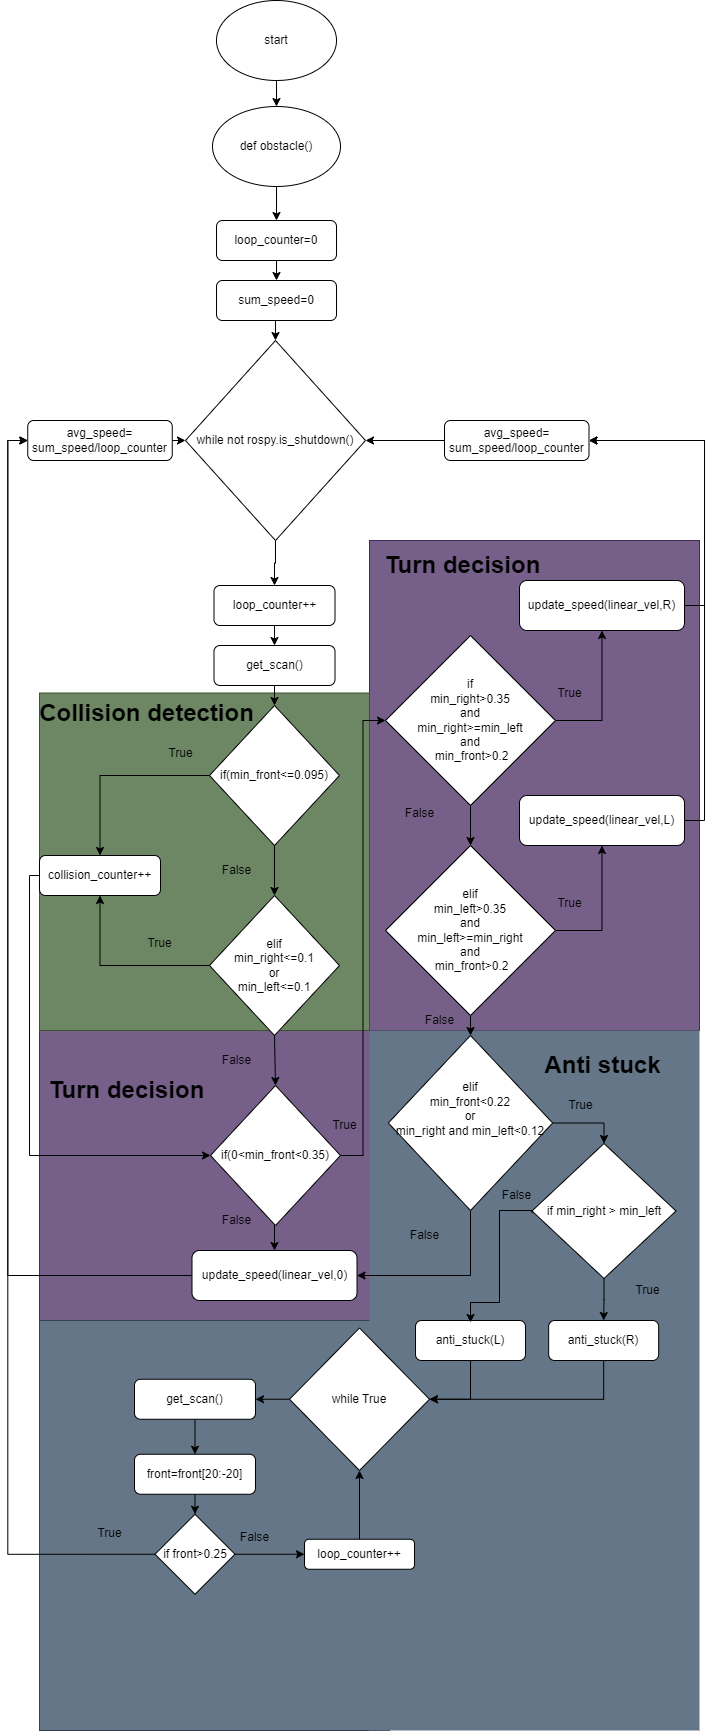 start
def obstacle()
loop_counter=0
sum_speed=0
while not rospy.is_shutdown()
avg_speed=
sum_speed/loop_counter
avg_speed=
sum_speed/loop_counter
loop_counter++
get_scan()
Collision detection
if(min_front<=0.095)
True
False
collision_counter++
elif
min_right<=0.1
or
min_left<=0.1
True
False
Turn decision
if(0<min_front<0.35)
True
False
update_speed(linear_vel,0)
Turn decision
update_speed(linear_vel,R)
if
min_right>0.35
and
min_right>=min_left
and
min_front>0.2
True
False
update_speed(linear_vel,L)
elif
min_left>0.35
and
min_left>=min_right
and
min_front>0.2
True
False
Anti stuck
elif
min_front<0.22
or
min_right and min_left<0.12
True
False
if min_right > min_left
False
True
anti_stuck(L)
anti_stuck(R)
while True
get_scan()
front=front[20:-20]
if front>0.25
True
False
loop_counter++